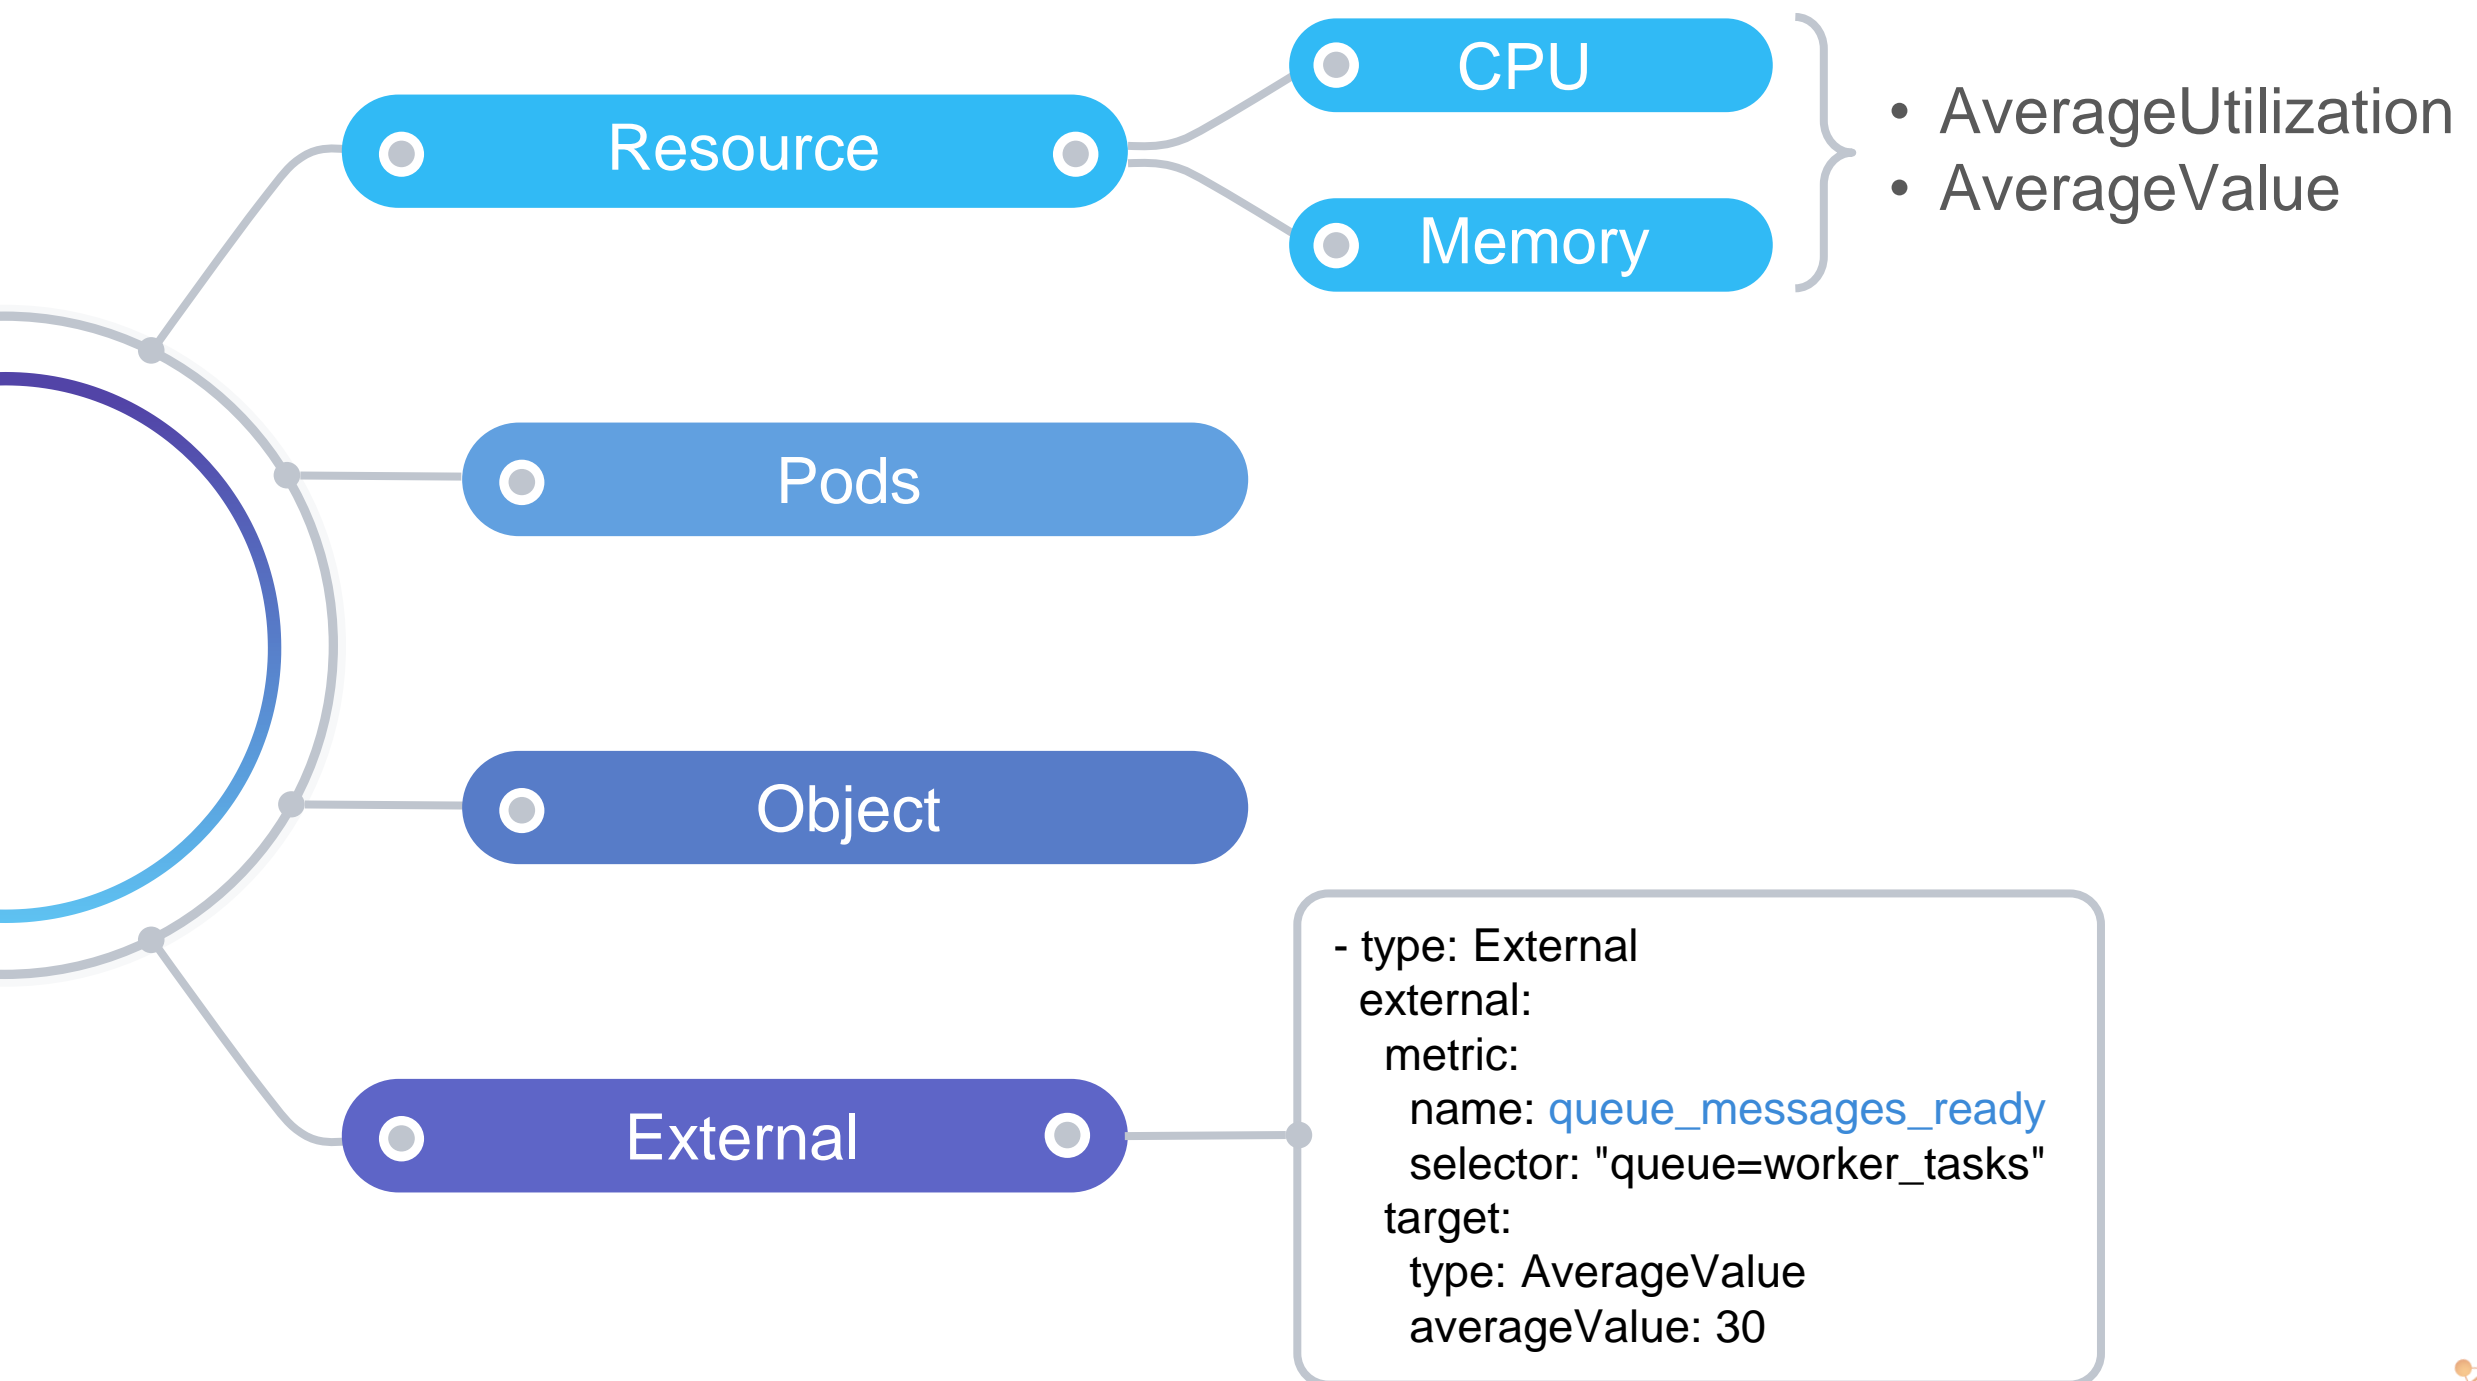 Resource
CPU
Memory
• AverageUtilization
• AverageValue
Pods
Object
External
- type: External
  external:
    metric:
      name: queue_messages_ready
      selector: "queue=worker_tasks"
    target:
      type: AverageValue
      averageValue: 30